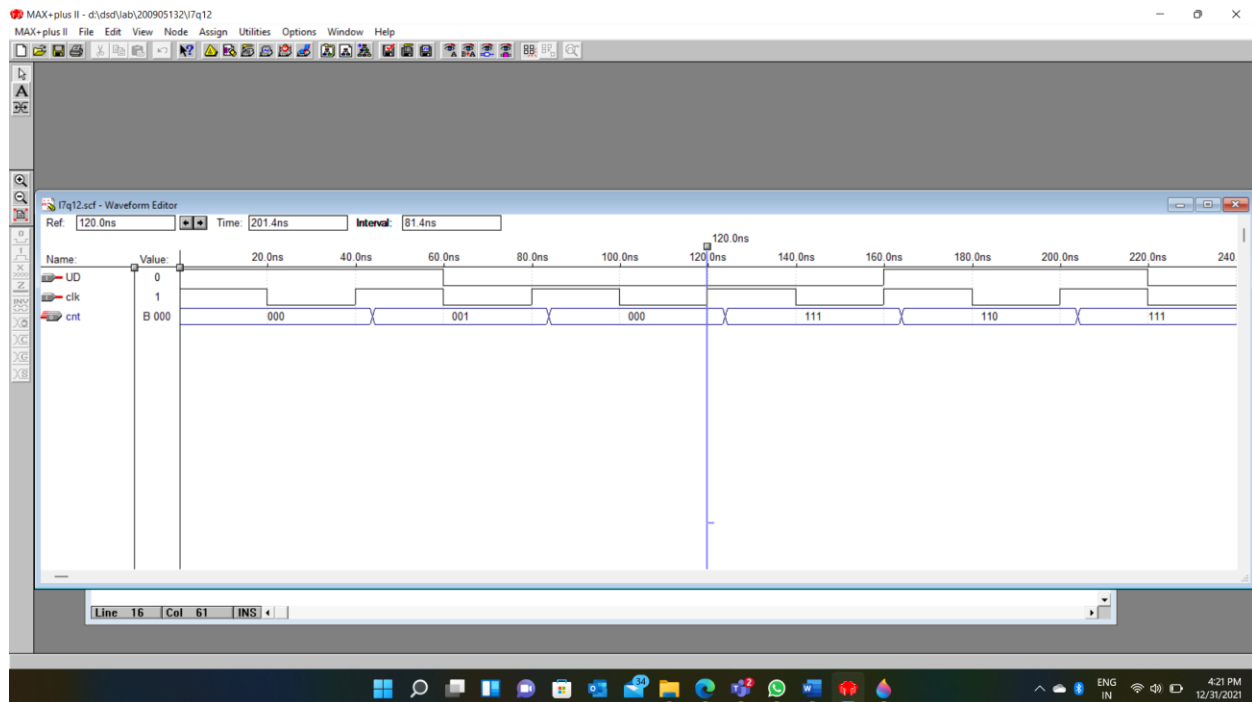 MAX+plus II - d:\dsd\lab\200905132\l7q12
MAX+plus II File Edit View Node Assign Utilities Options Window Help
l7q12.scf - Waveform Editor
Ref: 120.0ns Time: 201.4ns Interval: 81.4ns
120.0ns
Name: Value: 20.0ns 40.0ns 60.0ns 80.0ns 100.0ns 120.0ns 140.0ns 160.0ns 180.0ns 200.0ns 220.0ns 240.
UD 0
clk 1
cnt B 000 000 001 000 111 110 111
Line 16 Col 61 INS
34 2
ENG
IN
4:21 PM
12/31/2021